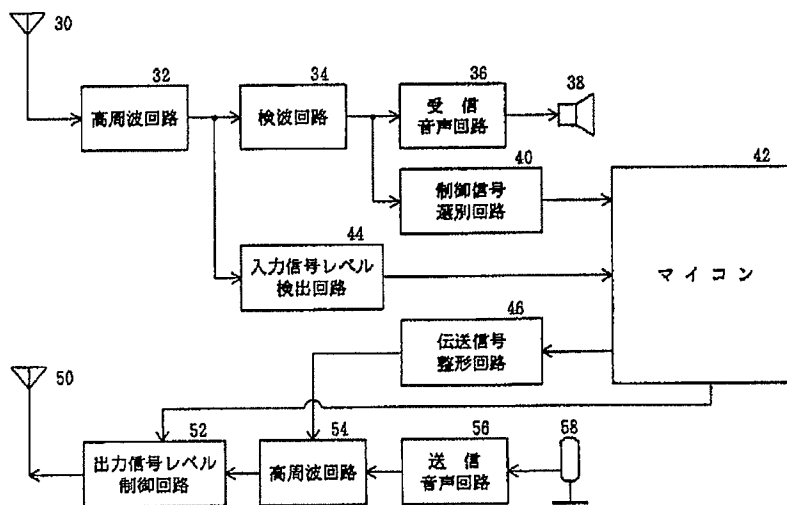 30
32
34
36
38
高周波回路
検波回路
受信
音声回路
40
42
制御信号
選別回路
44
入力信号レベル
検出回路
マイコン
46
伝送信号
整形回路
50
52
54
56
58
出力信号レベル
制御回路
高周波回路
送信
音声回路